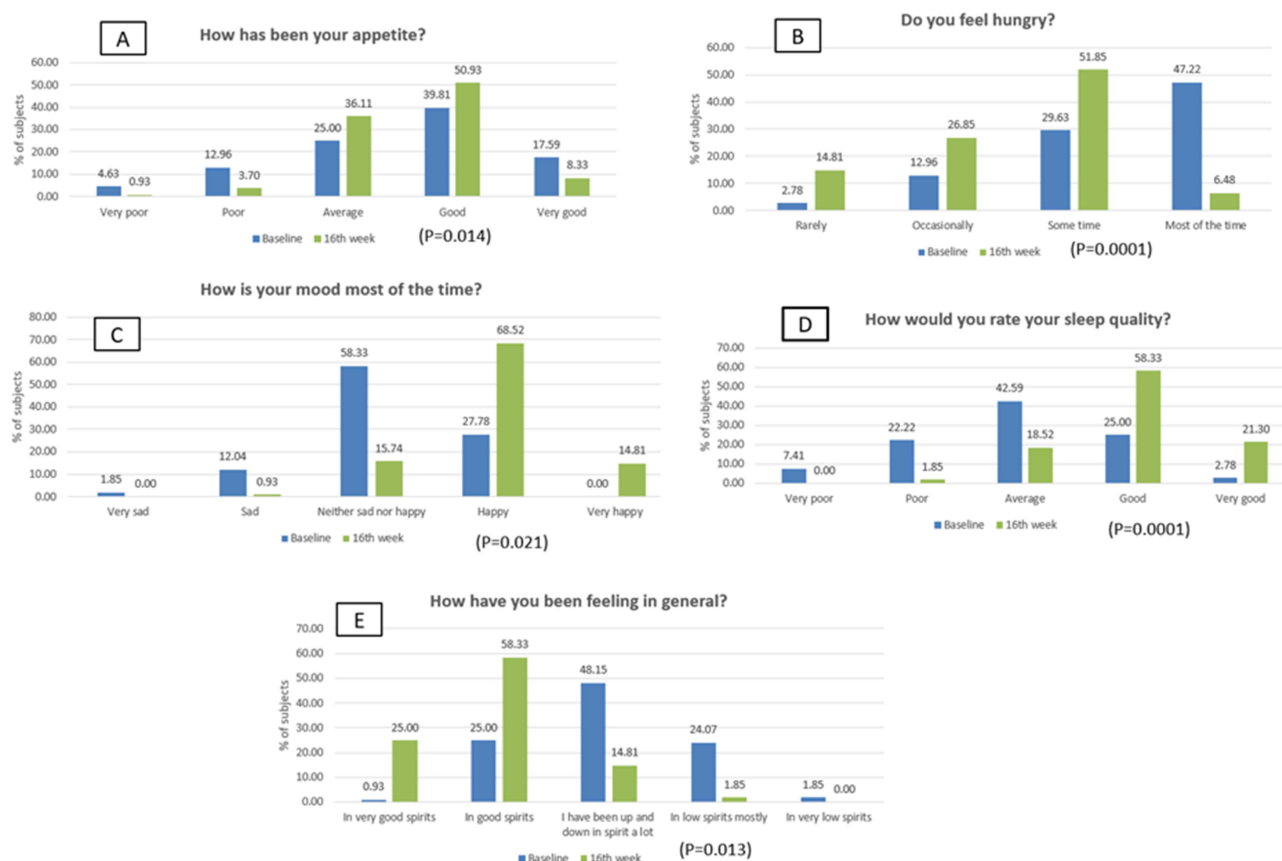 A
How has been your appetite?
% of subjects
60.00
50.00
40.00
30.00
20.00
10.00
0.00
4.63
0.93
12.96
3.70
25.00
36.11
39.81
50.93
17.59
8.33
Very poor
Poor
Average
Good
Very good
Baseline
16th week
(P=0.014)
B
Do you feel hungry?
% of subjects
60.00
50.00
40.00
30.00
20.00
10.00
0.00
2.78
14.81
12.96
26.85
29.63
51.85
47.22
6.48
Rarely
Occasionally
Some time
Most of the time
Baseline
16th week
(P=0.0001)
C
How is your mood most of the time?
% of subjects
80.00
70.00
60.00
50.00
40.00
30.00
20.00
10.00
0.00
1.85
0.00
12.04
0.93
58.33
15.74
27.78
68.52
0.00
14.81
Very sad
Sad
Neither sad nor happy
Happy
Very happy
Baseline
16th week
(P=0.021)
D
How would you rate your sleep quality?
% of subjects
70.00
60.00
50.00
40.00
30.00
20.00
10.00
0.00
7.41
0.00
22.22
1.85
42.59
18.52
25.00
58.33
2.78
21.30
Very poor
Poor
Average
Good
Very good
Baseline
16th week
(P=0.0001)
E
How have you been feeling in general?
% of subjects
70.00
60.00
50.00
40.00
30.00
20.00
10.00
0.00
0.93
25.00
25.00
58.33
48.15
14.81
24.07
1.85
1.85
0.00
In very good spirits
In good spirits
I have been up and
down in spirit a lot
In low spirits mostly
In very low spirits
Baseline
16th week
(P=0.013)